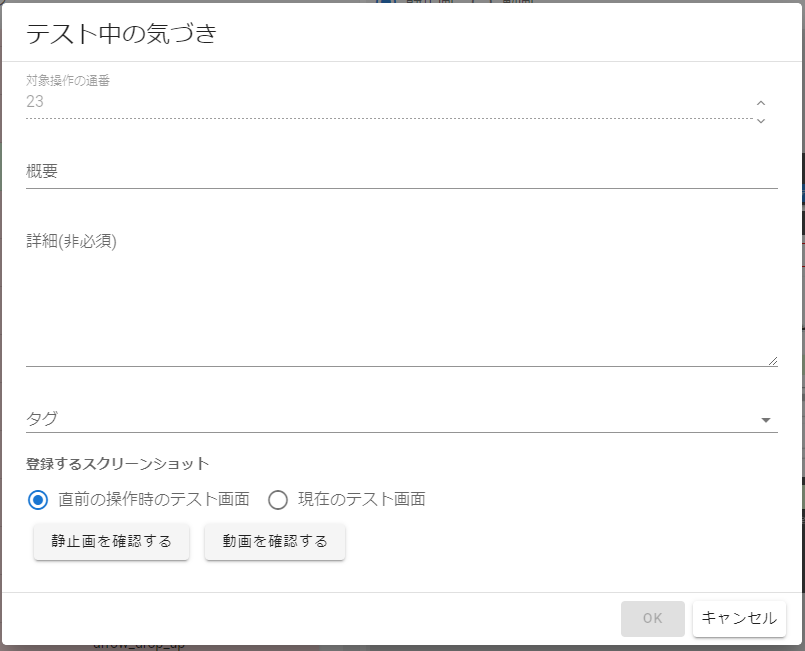 テスト中の気づき
対象操作の通番
23
概要
詳細(非必須)
タグ
登録するスクリーンショット
直前の操作時のテスト画面 現在のテスト画面
静止画を確認する 動画を確認する
OK キャンセル
arrow_drop_up